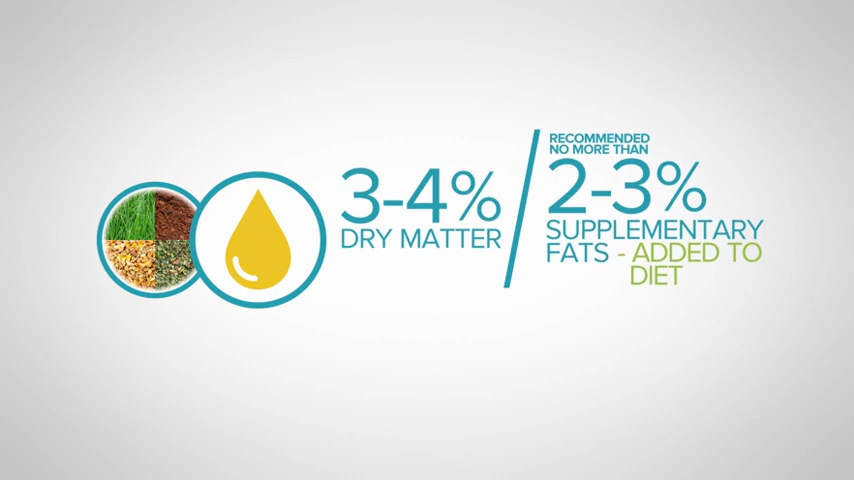 3-4%
DRY MATTER
RECOMMENDED
NO MORE THAN
2-3%
SUPPLEMENTARY
FATS - ADDED TO
DIET